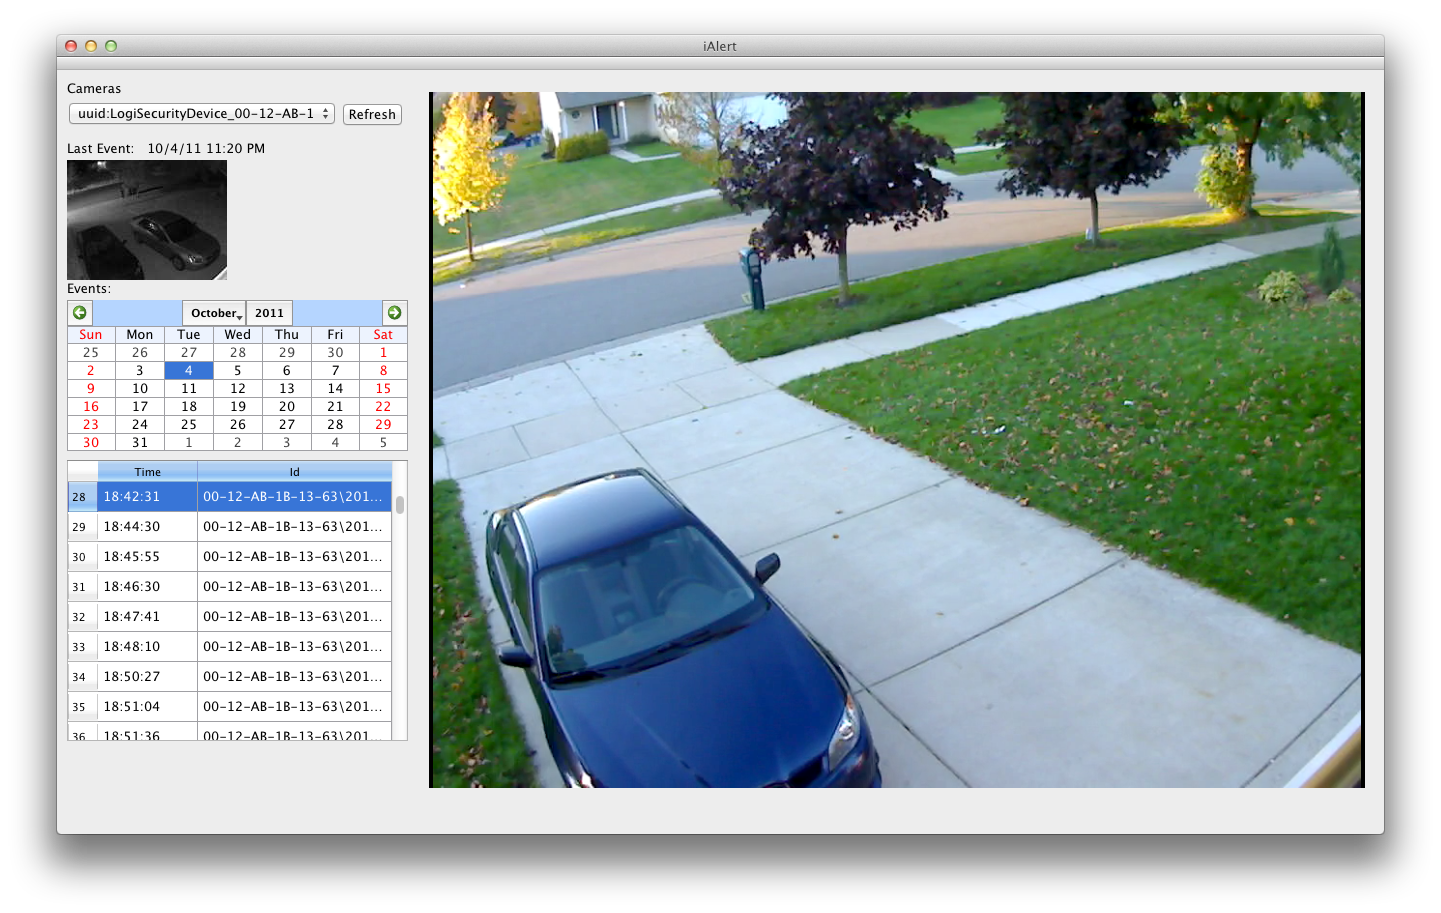 iAlert
Cameras
uuid:LogiSecurityDevice_00-12-AB-1
Refresh
Last Event: 10/4/11 11:20 PM
Events:
October, 2011
Sun Mon Tue Wed Thu Fri Sat
25 26 27 28 29 30 1
2 3 4 5 6 7 8
9 10 11 12 13 14 15
16 17 18 19 20 21 22
23 24 25 26 27 28 29
30 31 1 2 3 4 5
Time Id
28 18:42:31 00-12-AB-1B-13-63\201...
29 18:44:30 00-12-AB-1B-13-63\201...
30 18:45:55 00-12-AB-1B-13-63\201...
31 18:46:30 00-12-AB-1B-13-63\201...
32 18:47:41 00-12-AB-1B-13-63\201...
33 18:48:10 00-12-AB-1B-13-63\201...
34 18:50:27 00-12-AB-1B-13-63\201...
35 18:51:04 00-12-AB-1B-13-63\201...
36 18:51:36 00-12-AB-1B-13-63\201...